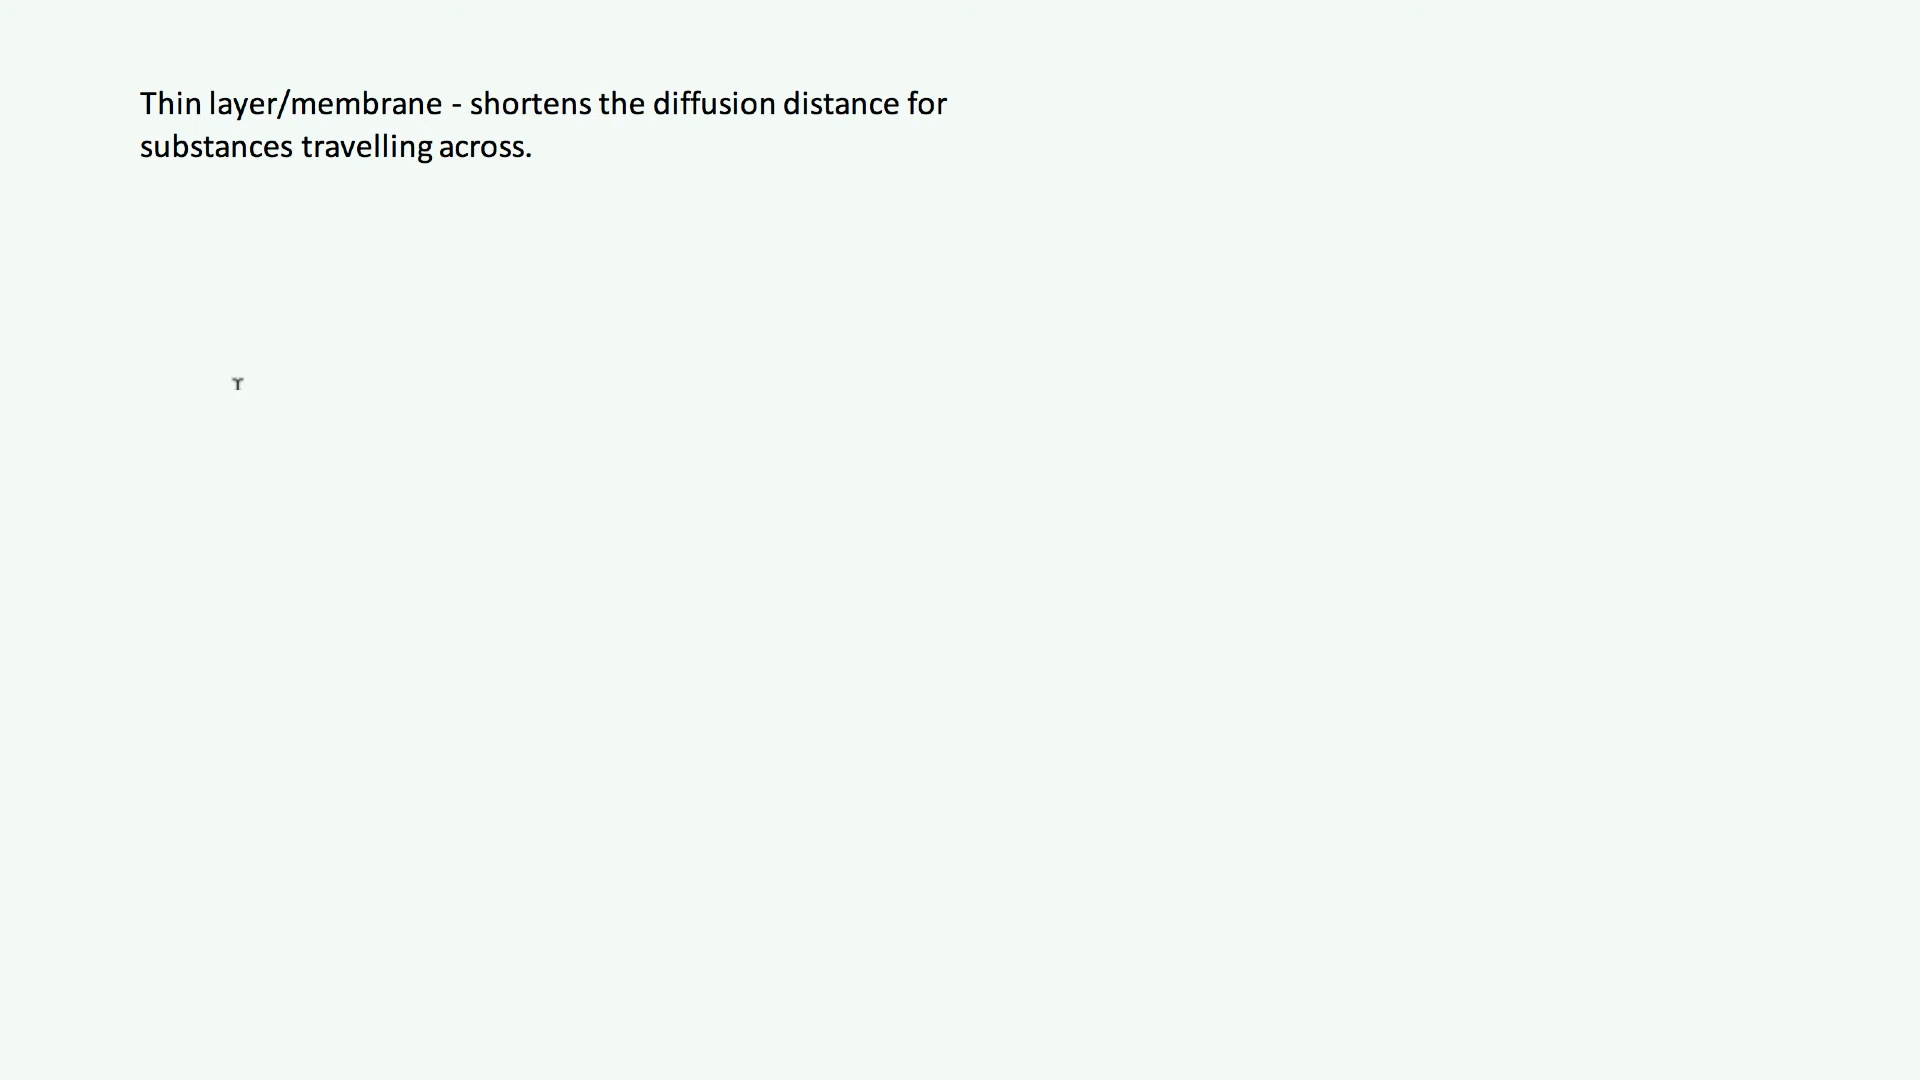 Thin layer/membrane - shortens the diffusion distance for
substances travelling across.